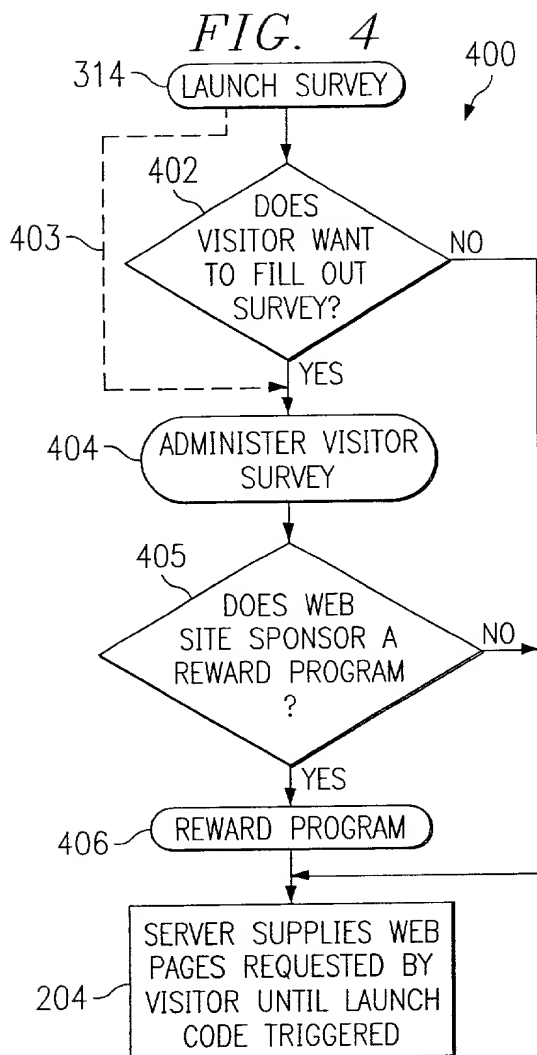 FIG. 4
314
LAUNCH SURVEY
400
402
DOES
VISITOR WANT
TO FILL OUT
SURVEY?
NO
403
YES
404
ADMINISTER VISITOR
SURVEY
405
DOES WEB
SITE SPONSOR A
REWARD PROGRAM
?
NO
YES
406
REWARD PROGRAM
204
SERVER SUPPLIES WEB
PAGES REQUESTED BY
VISITOR UNTIL LAUNCH
CODE TRIGGERED